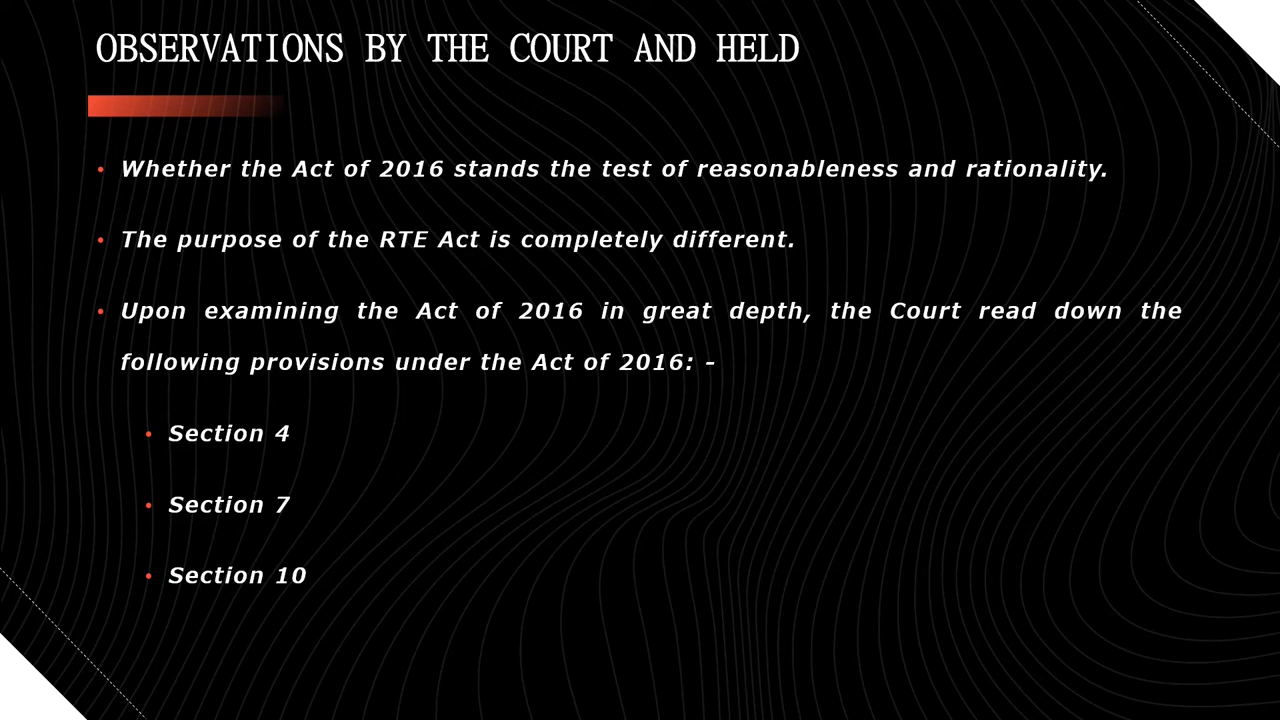 OBSERVATIONS BY THE COURT AND HELD
• Whether the Act of 2016 stands the test of reasonableness and rationality.
• The purpose of the RTE Act is completely different.
• Upon examining the Act of 2016 in great depth, the Court read down the
following provisions under the Act of 2016: -
• Section 4
• Section 7
• Section 10